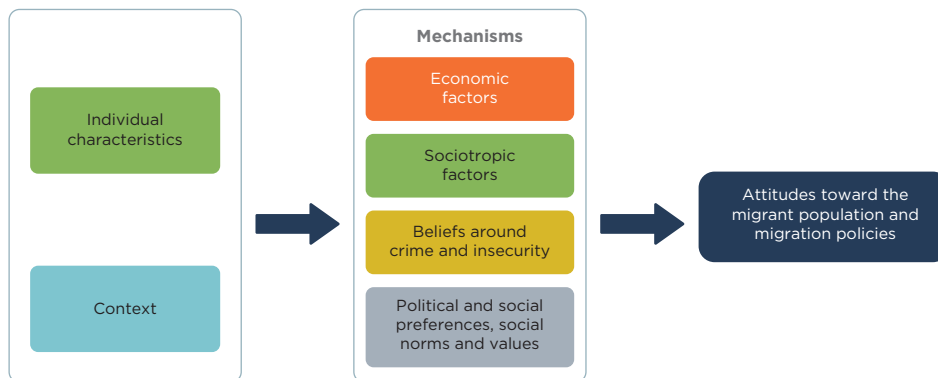 Individual
characteristics
Context
Mechanisms
Economic
factors
Sociotropic
factors
Beliefs around
crime and insecurity
Political and social
preferences, social
norms and values
Attitudes toward the
migrant population and
migration policies